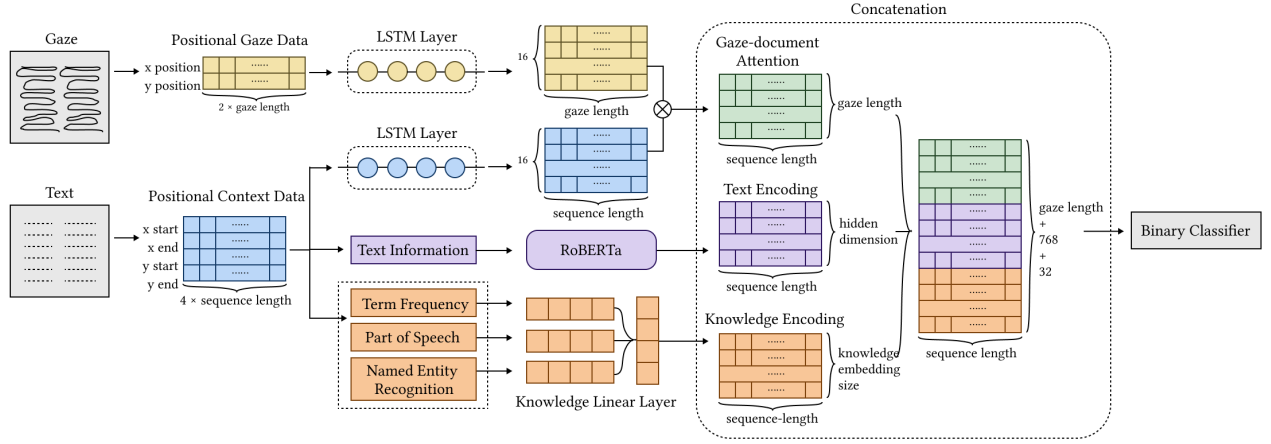 Concatenation
Gaze
Positional Gaze Data
LSTM Layer
x position
y position
......
......
2 × gaze length
16
......
......
......
......
gaze length
Gaze-document
Attention
......
......
......
......
gaze length
sequence length
Text
Positional Context Data
x start
x end
y start
y end
......
......
......
......
4 × sequence length
LSTM Layer
16
......
......
......
......
sequence length
Text Information
RoBERTa
Text Encoding
......
......
......
......
hidden
dimension
sequence length
Term Frequency
Part of Speech
Named Entity
Recognition
Knowledge Linear Layer
Knowledge Encoding
......
......
......
......
knowledge
embedding
size
sequence-length
......
......
......
......
......
......
......
......
......
......
......
......
gaze length
+
768
+
32
sequence length
Binary Classifier